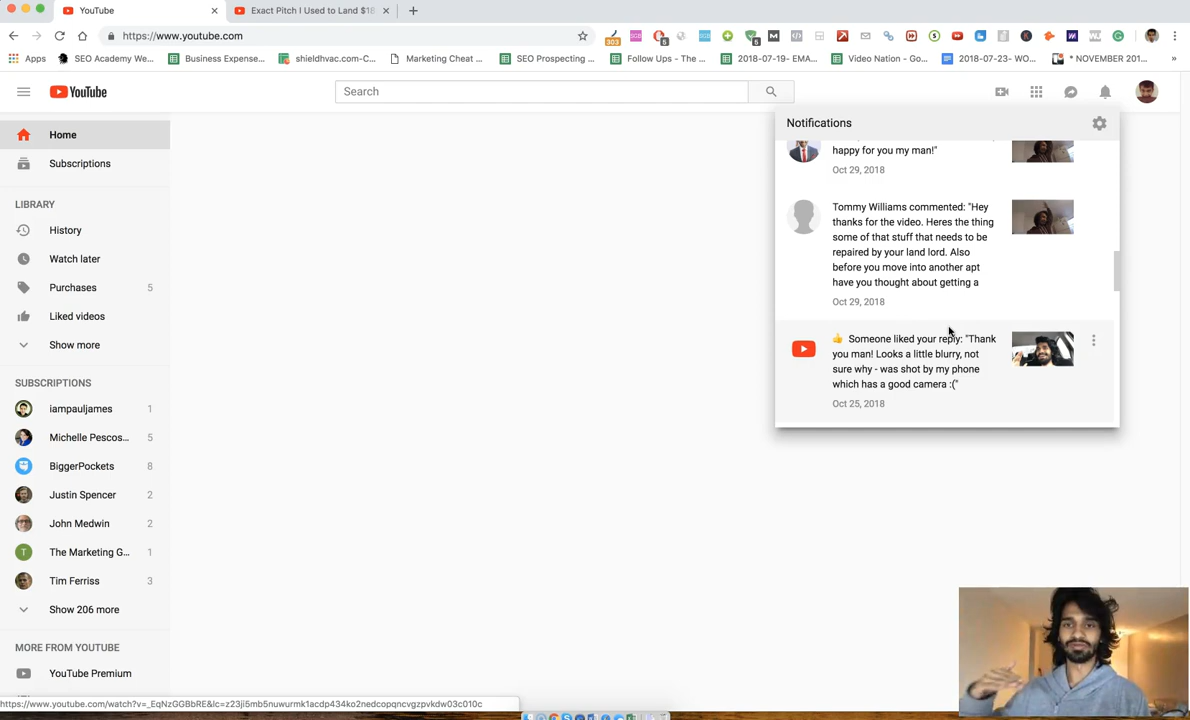 YouTube
Exact Pitch I Used to Land $18
https://www.youtube.com
303
5
5
Apps
SEO Academy We...
Business Expense...
shieldhvac.com-C...
Marketing Cheat ...
SEO Prospecting ...
Follow Ups - The ...
2018-07-19- EMA...
Video Nation - Go...
2018-07-23- WO...
* NOVEMBER 201...
»
YouTube
Search
Notifications
happy for you my man!"
Oct 29, 2018
Tommy Williams commented: "Hey
thanks for the video. Heres the thing
some of that stuff that needs to be
repaired by your land lord. Also
before you move into another apt
have you thought about getting a
Oct 29, 2018
👍 Someone liked your reply: "Thank
you man! Looks a little blurry, not
sure why - was shot by my phone
which has a good camera :("
Oct 25, 2018
Home
Subscriptions
LIBRARY
History
Watch later
Purchases 5
Liked videos
Show more
SUBSCRIPTIONS
iampauljames 1
Michelle Pescos... 5
BiggerPockets 8
Justin Spencer 2
John Medwin 2
T The Marketing G... 1
Tim Ferriss 3
Show 206 more
MORE FROM YOUTUBE
YouTube Premium
https://www.youtube.com/watch?v=_EqNzGGBbRE&lc=z23ji5mb5nuwurmk1acdp434ko2nedcopqncvgzpvkdw03c010c